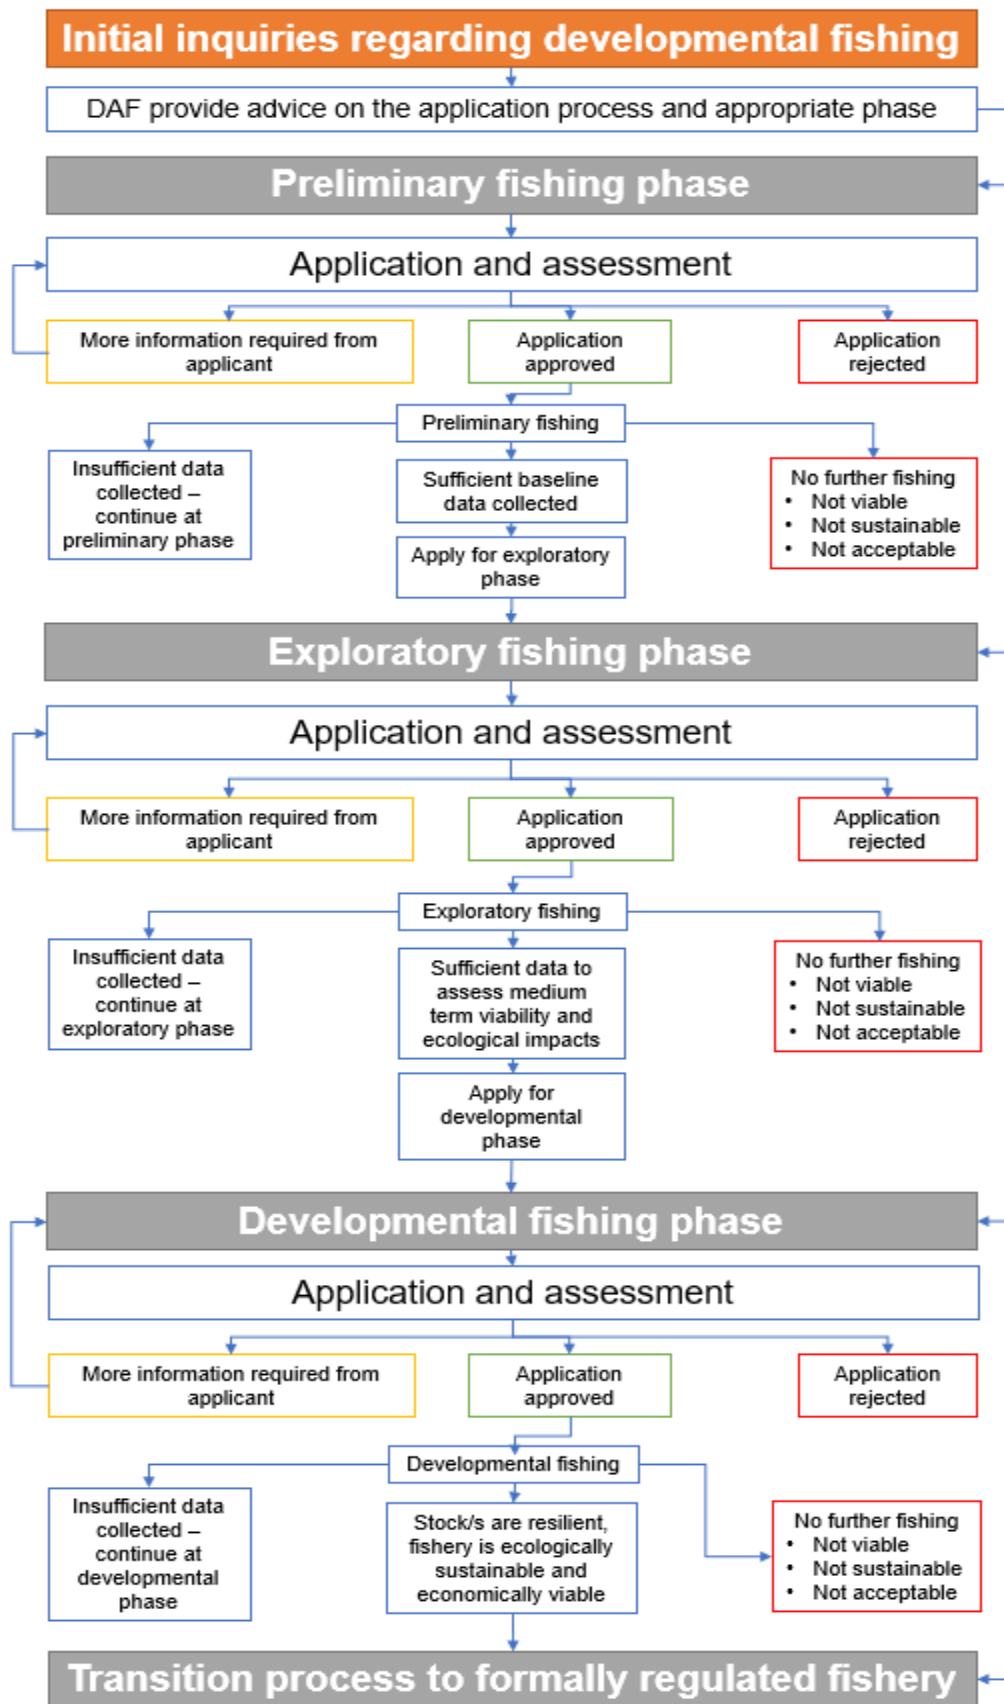 Initial inquiries regarding developmental fishing
DAF provide advice on the application process and appropriate phase
Preliminary fishing phase
Application and assessment
More information required from
applicant
Application
approved
Application
rejected
Preliminary fishing
Insufficient data
collected –
continue at
preliminary phase
Sufficient baseline
data collected
No further fishing
• Not viable
• Not sustainable
• Not acceptable
Apply for exploratory
phase
Exploratory fishing phase
Application and assessment
More information required from
applicant
Application
approved
Application
rejected
Exploratory fishing
Insufficient data
collected –
continue at
exploratory phase
Sufficient data to
assess medium
term viability and
ecological impacts
No further fishing
• Not viable
• Not sustainable
• Not acceptable
Apply for
developmental
phase
Developmental fishing phase
Application and assessment
More information required from
applicant
Application
approved
Application
rejected
Developmental fishing
Insufficient data
collected –
continue at
developmental
phase
Stock/s are resilient,
fishery is ecologically
sustainable and
economically viable
No further fishing
• Not viable
• Not sustainable
• Not acceptable
Transition process to formally regulated fishery